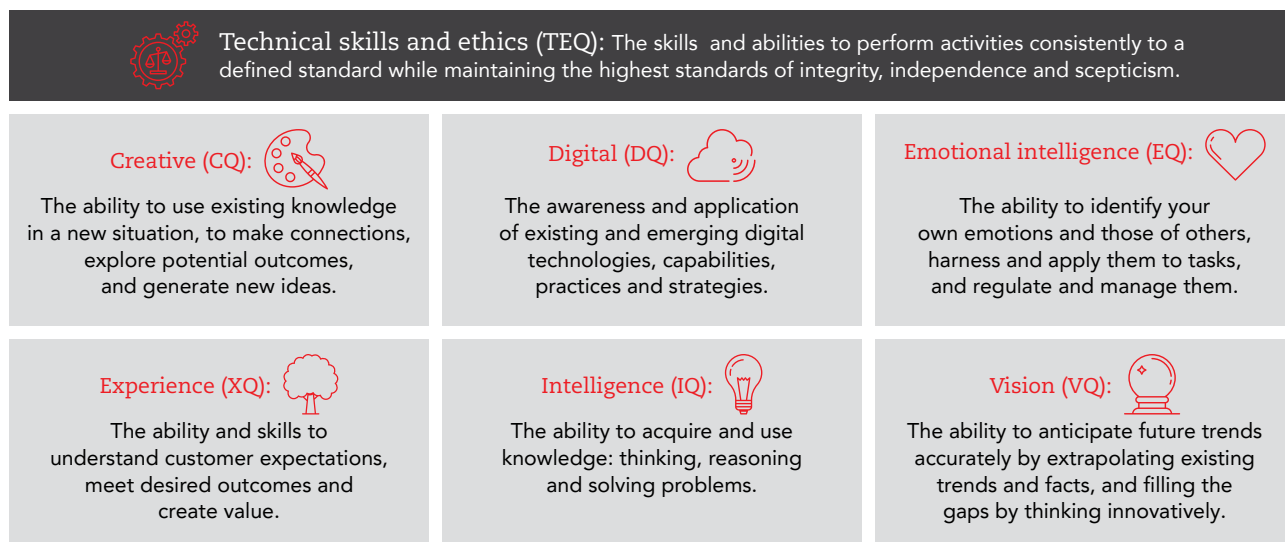 Technical skills and ethics (TEQ): The skills and abilities to perform activities consistently to a
defined standard while maintaining the highest standards of integrity, independence and scepticism.
Creative (CQ):
The ability to use existing knowledge
in a new situation, to make connections,
explore potential outcomes,
and generate new ideas.
Digital (DQ):
The awareness and application
of existing and emerging digital
technologies, capabilities,
practices and strategies.
Emotional intelligence (EQ):
The ability to identify your
own emotions and those of others,
harness and apply them to tasks,
and regulate and manage them.
Experience (XQ):
The ability and skills to
understand customer expectations,
meet desired outcomes and
create value.
Intelligence (IQ):
The ability to acquire and use
knowledge: thinking, reasoning
and solving problems.
Vision (VQ):
The ability to anticipate future trends
accurately by extrapolating existing
trends and facts, and filling the
gaps by thinking innovatively.